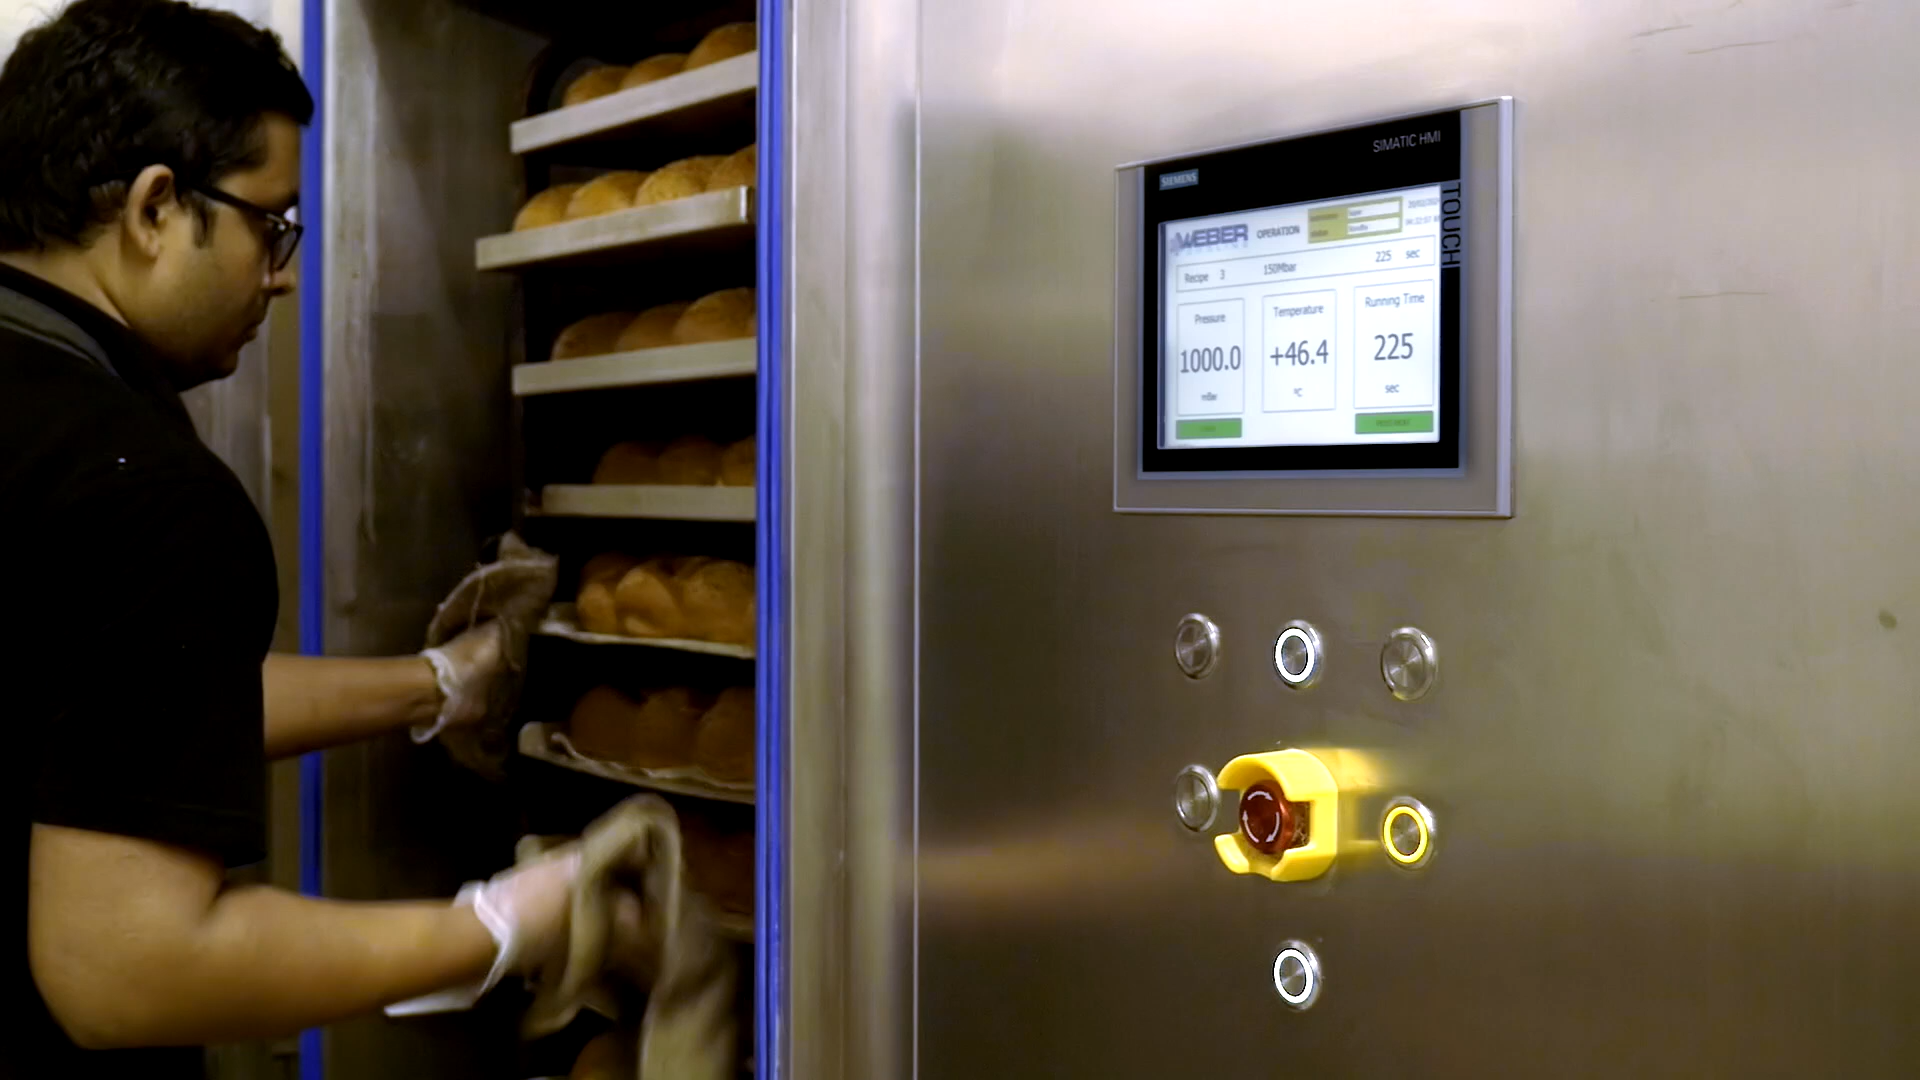 SIMATIC HMI
SIEMENS
TOUCH
WEBER
OPERATION
Recipe 3 150Mbar 225 sec
Pressure
1000.0
mBar
Temperature
+46.4
°C
Running Time
225
sec